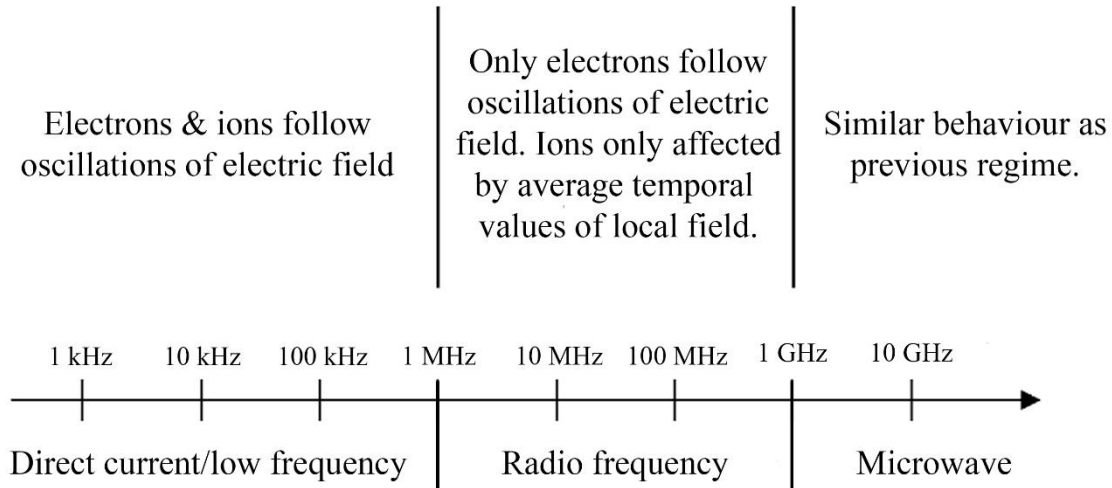 Electrons & ions follow
oscillations of electric field
Only electrons follow
oscillations of electric
field. Ions only affected
by average temporal
values of local field.
Similar behaviour as
previous regime.
1 kHz
10 kHz
100 kHz
1 MHz
10 MHz
100 MHz
1 GHz
10 GHz
Direct current/low frequency
Radio frequency
Microwave